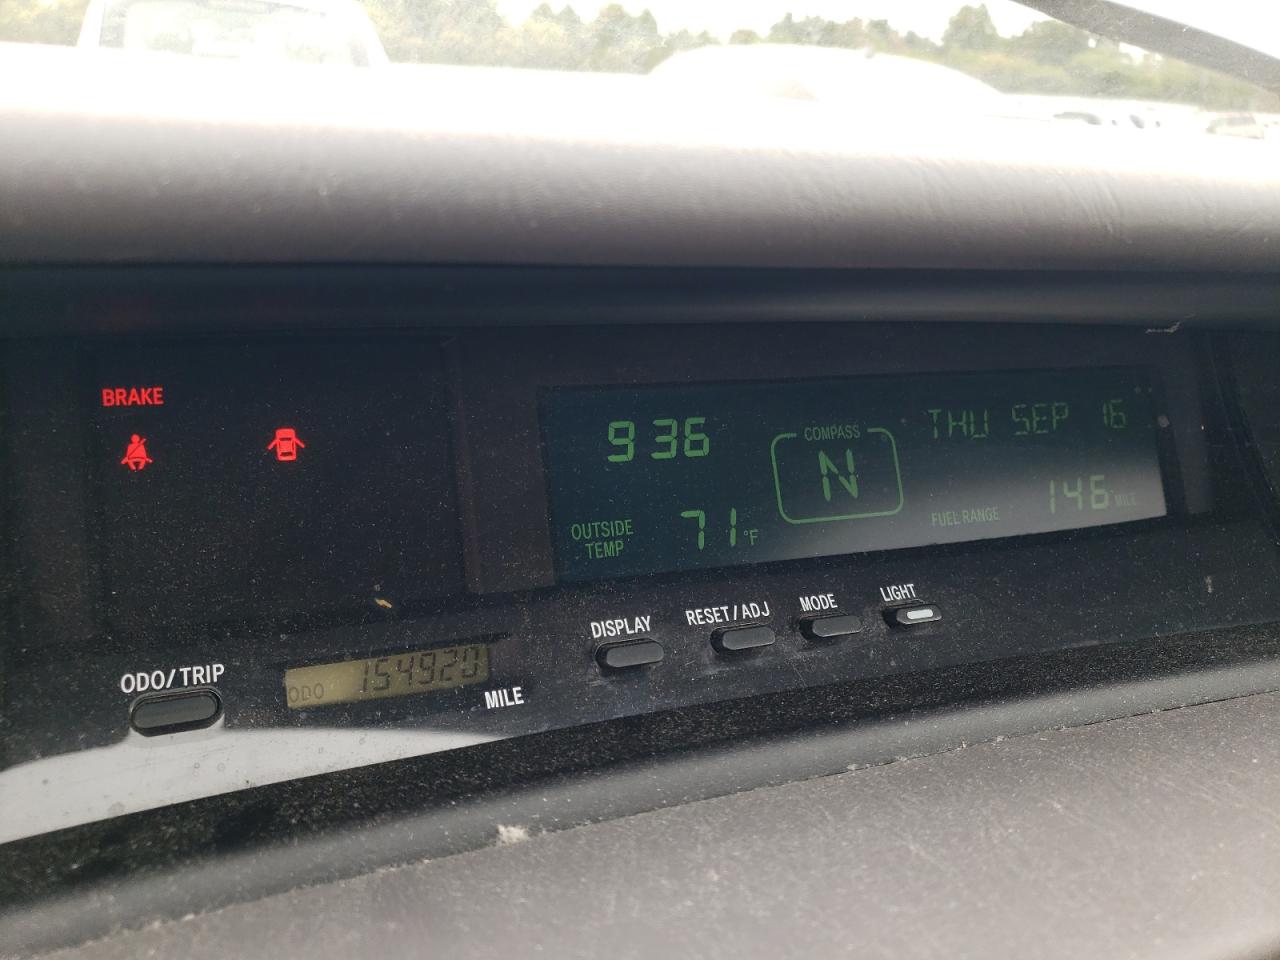 BRAKE
9 36
COMPASS
N
THU SEP 16
OUTSIDE
TEMP
71°F
FUEL RANGE
146 MILE
ODO/TRIP
ODO 154920
MILE
DISPLAY
RESET/ADJ
MODE
LIGHT